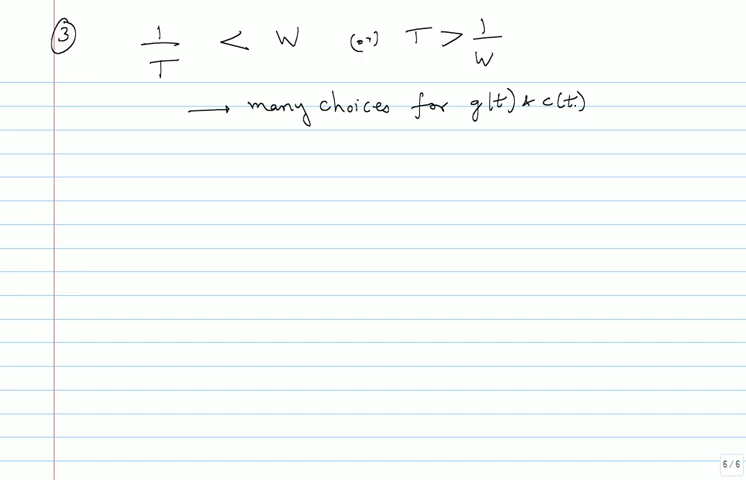 ③ 1/T < W (or) T > 1/W
→ many choices for g(t) * c(t)
6 / 6